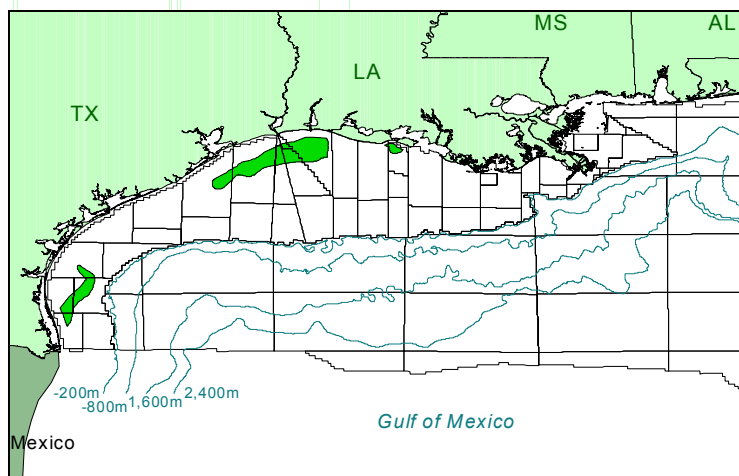 MS
AL
LA
TX
-200m
-800m
1,600m
2,400m
Gulf of Mexico
Mexico